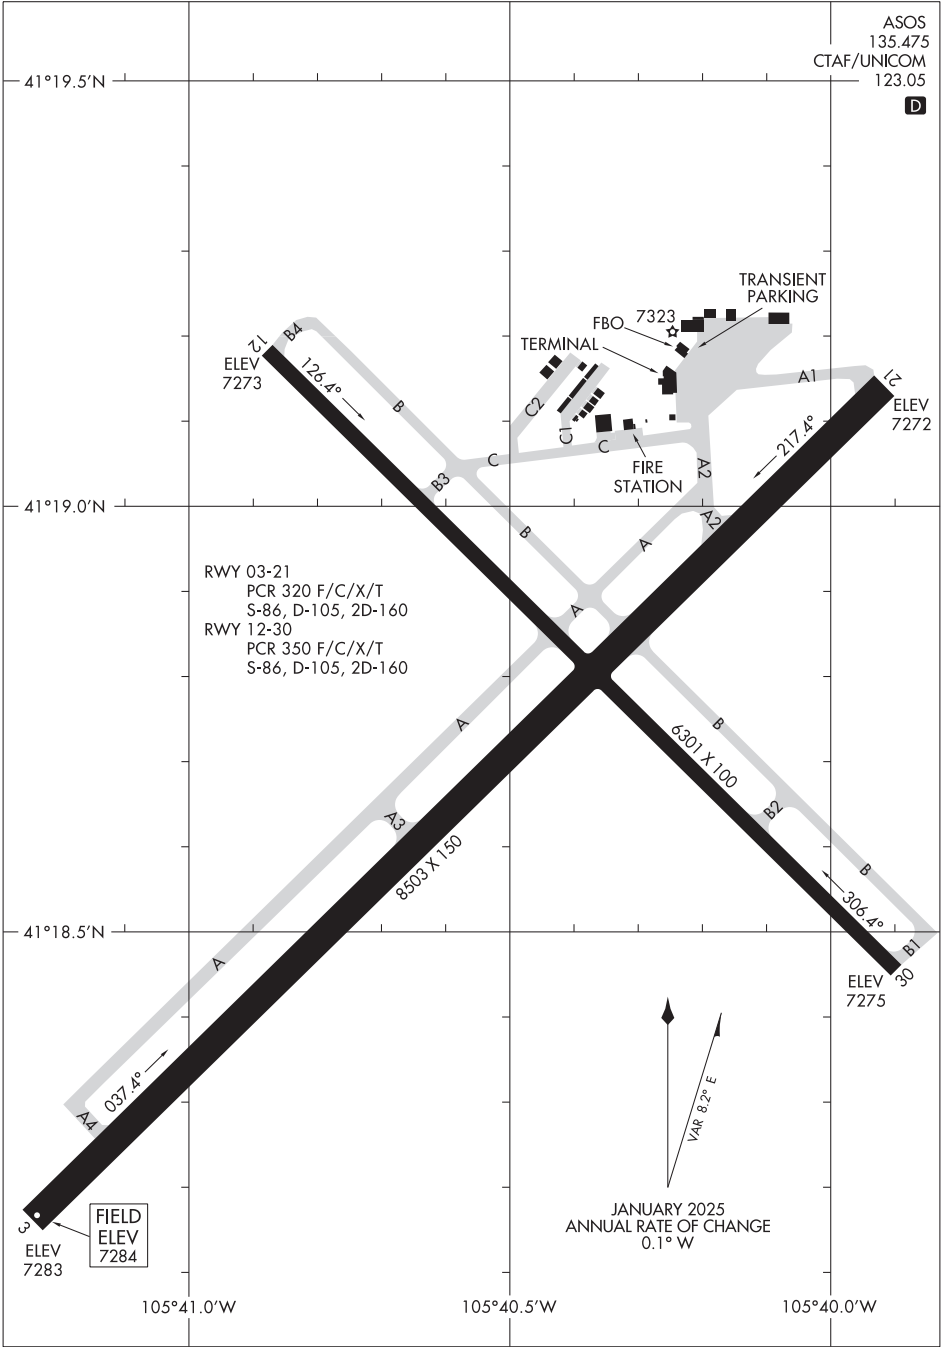 ASOS
135.475
CTAF/UNICOM
123.05
D
41°19.5'N
TRANSIENT
PARKING
7323
FBO
TERMINAL
B4
12
ELEV
7273
126.4°
B
A1
21
ELEV
7272
C2
C1
C
C
217.4°
A2
FIRE
STATION
B3
41°19.0'N
A2
B
A
RWY 03-21
PCR 320 F/C/X/T
S-86, D-105, 2D-160
RWY 12-30
PCR 350 F/C/X/T
S-86, D-105, 2D-160
A
A
B
6301 X 100
B2
A3
8503 X 150
B
306.4°
41°18.5'N
A
B1
30
ELEV
7275
037.4°
A4
VAR 8.2° E
3
ELEV
7283
FIELD
ELEV
7284
JANUARY 2025
ANNUAL RATE OF CHANGE
0.1° W
105°41.0'W
105°40.5'W
105°40.0'W